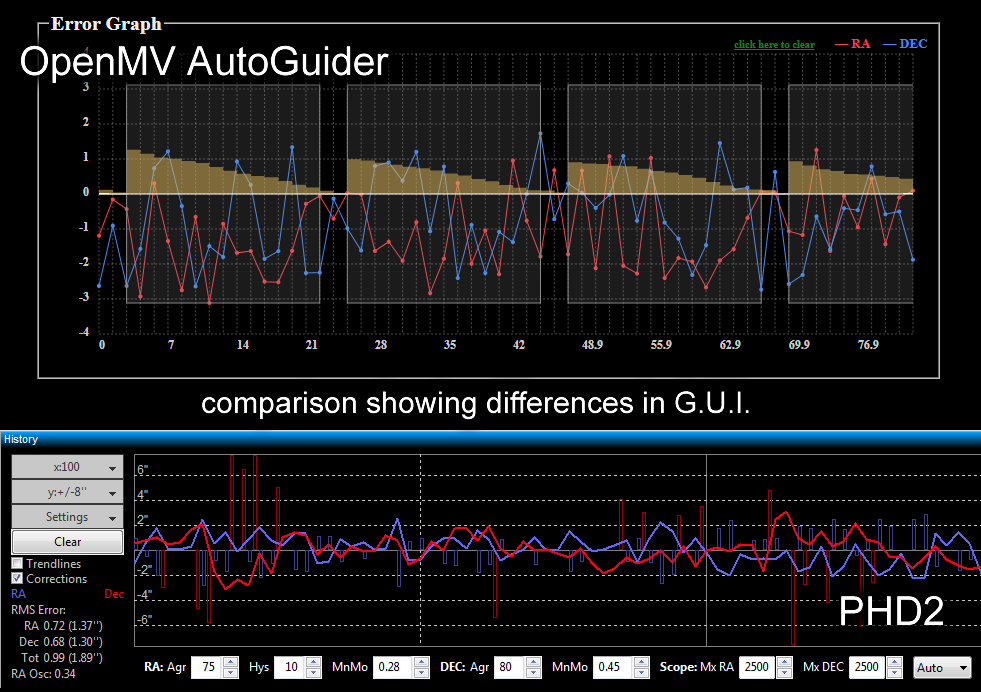 Error Graph
OpenMV AutoGuider
click here to clear RA DEC
4
3
2
1
0
-1
-2
-3
-4
0 7 14 21 28 35 42 48.9 55.9 62.9 69.9 76.9
comparison showing differences in G.U.I.
History
x:100
y:+/-8''
Settings
Clear
Trendlines
Corrections
RA Dec
RMS Error:
RA 0.72 (1.37'')
Dec 0.68 (1.30'')
Tot 0.99 (1.89'')
RA Osc: 0.34
6''
4''
2''
-2''
-4''
-6''
PHD2
RA: Agr 75 Hys 10 MnMo 0.28 DEC: Agr 80 MnMo 0.45 Scope: Mx RA 2500 Mx DEC 2500 Auto